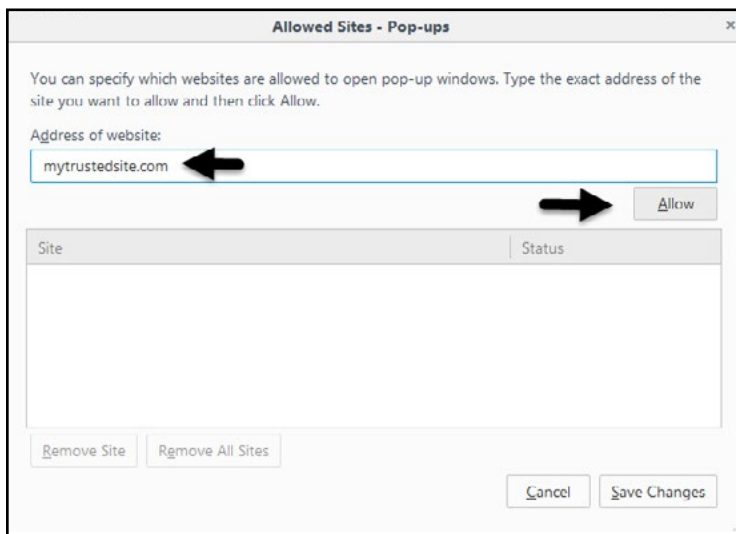 Allowed Sites - Pop-ups
You can specify which websites are allowed to open pop-up windows. Type the exact address of the
site you want to allow and then click Allow.
Address of website:
mytrustedsite.com
Allow
Site Status
Remove Site Remove All Sites
Cancel Save Changes